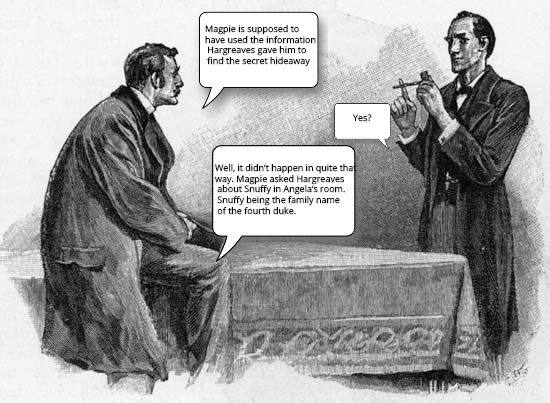 Magpie is supposed to
have used the information
Hargreaves gave him to
find the secret hideaway
Yes?
Well, it didn't happen in quite that
way. Magpie asked Hargreaves
about Snuffy in Angela's room.
Snuffy being the family name
of the fourth duke.